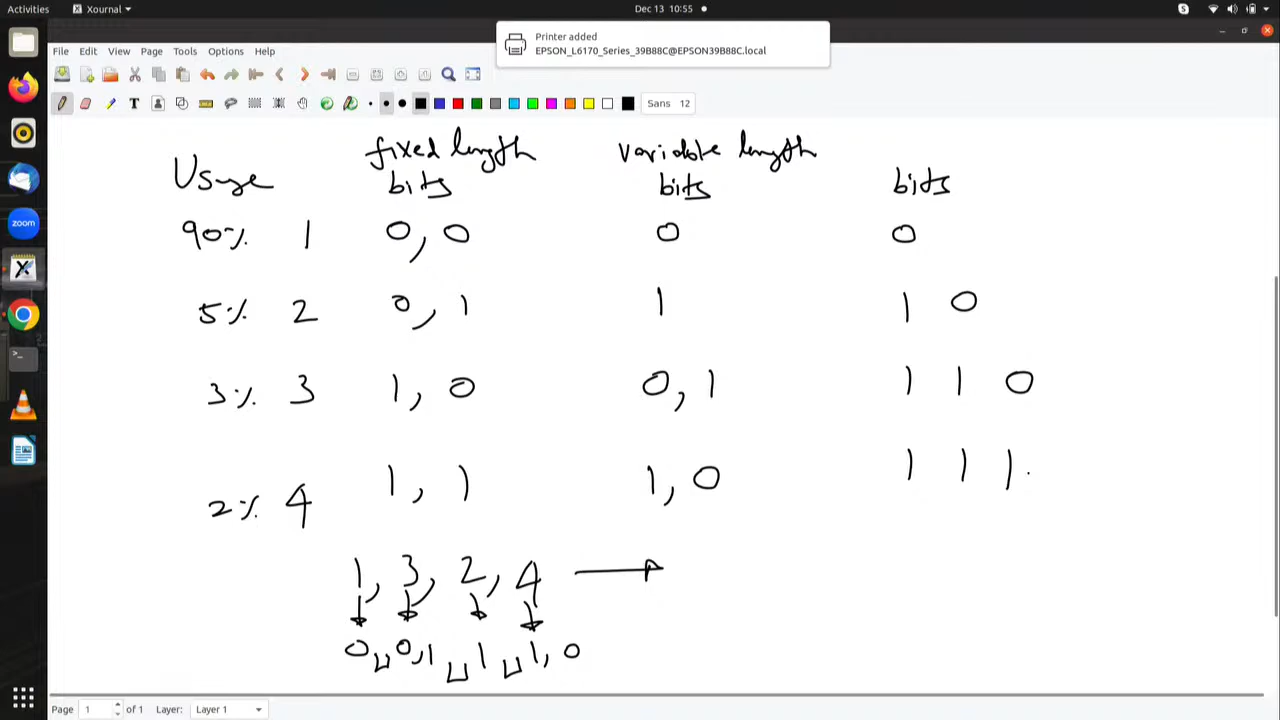 Activities Xournal Dec 13 10:55
Printer added
EPSON_L6170_Series_39B88C@EPSON39B88C.local
File Edit View Page Tools Options Help
T Sans 12
zoom
Usage fixed length bits variable length bits bits
90% 1 0,0 0 0
5% 2 0,1 1 1 0
3% 3 1,0 0,1 1 1 0
2% 4 1,1 1,0 1 1 1
1, 3, 2, 4 →
0␣0,1␣1␣1,0
Page 1 of 1 Layer: Layer 1